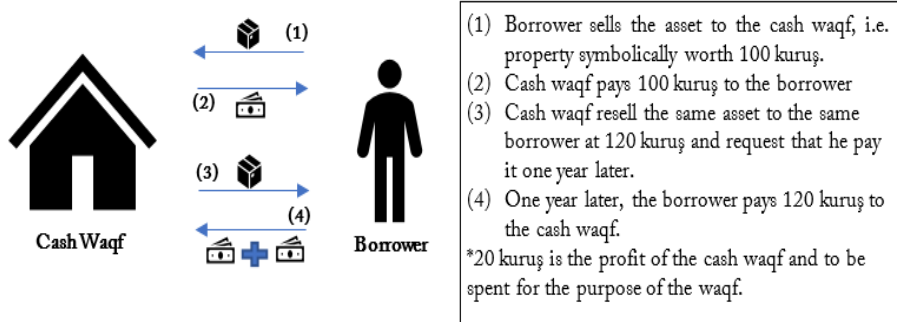 (1)
(2)
(3)
(4)
Cash Waqf
Borrower
(1) Borrower sells the asset to the cash waqf, i.e.
property symbolically worth 100 kuruş.
(2) Cash waqf pays 100 kuruş to the borrower
(3) Cash waqf resell the same asset to the same
borrower at 120 kuruş and request that he pay
it one year later.
(4) One year later, the borrower pays 120 kuruş to
the cash waqf.
*20 kuruş is the profit of the cash waqf and to be
spent for the purpose of the waqf.